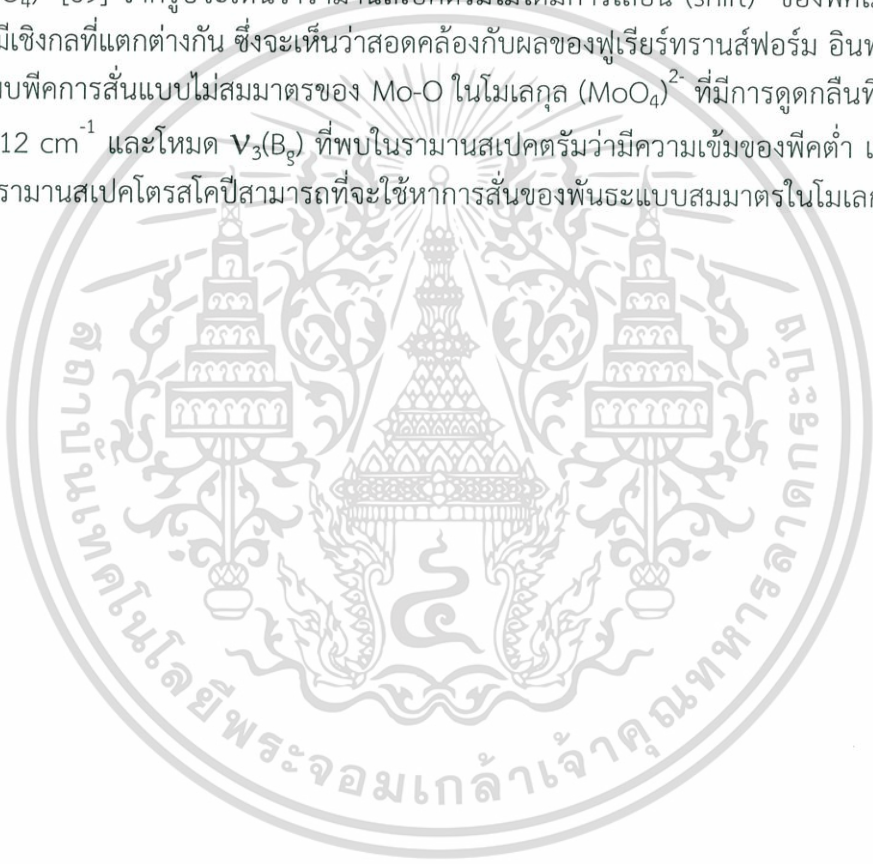 [69] จากรูปจะเห็นว่ารามานสเปคตรัมไม่ได้มีการเลื่อน (shift) ของพีค
มีเชิงกลที่แตกต่างกัน ซึ่งจะเห็นว่าสอดคล้องกับผลของฟูเรียร์ทรานส์ฟอร์ม
บพีคการสั่นแบบไม่สมมาตรของ Mo-O ในโมเลกุล (MoO₄)²⁻ ที่มีการดูดกลืนที
12 cm⁻¹ และโหมด ν₃(B_g) ที่พบในรามานสเปคตรัมว่ามีความเข้มของพีคต่ำ
รามานสเปคโตรสโคปีสามารถที่จะใช้หาการสั่นของพันธะแบบสมมาตรในโมเลก
สถาบันเทคโนโลยีพระจอมเกล้าเจ้าคุณทหารลาดกระบัง